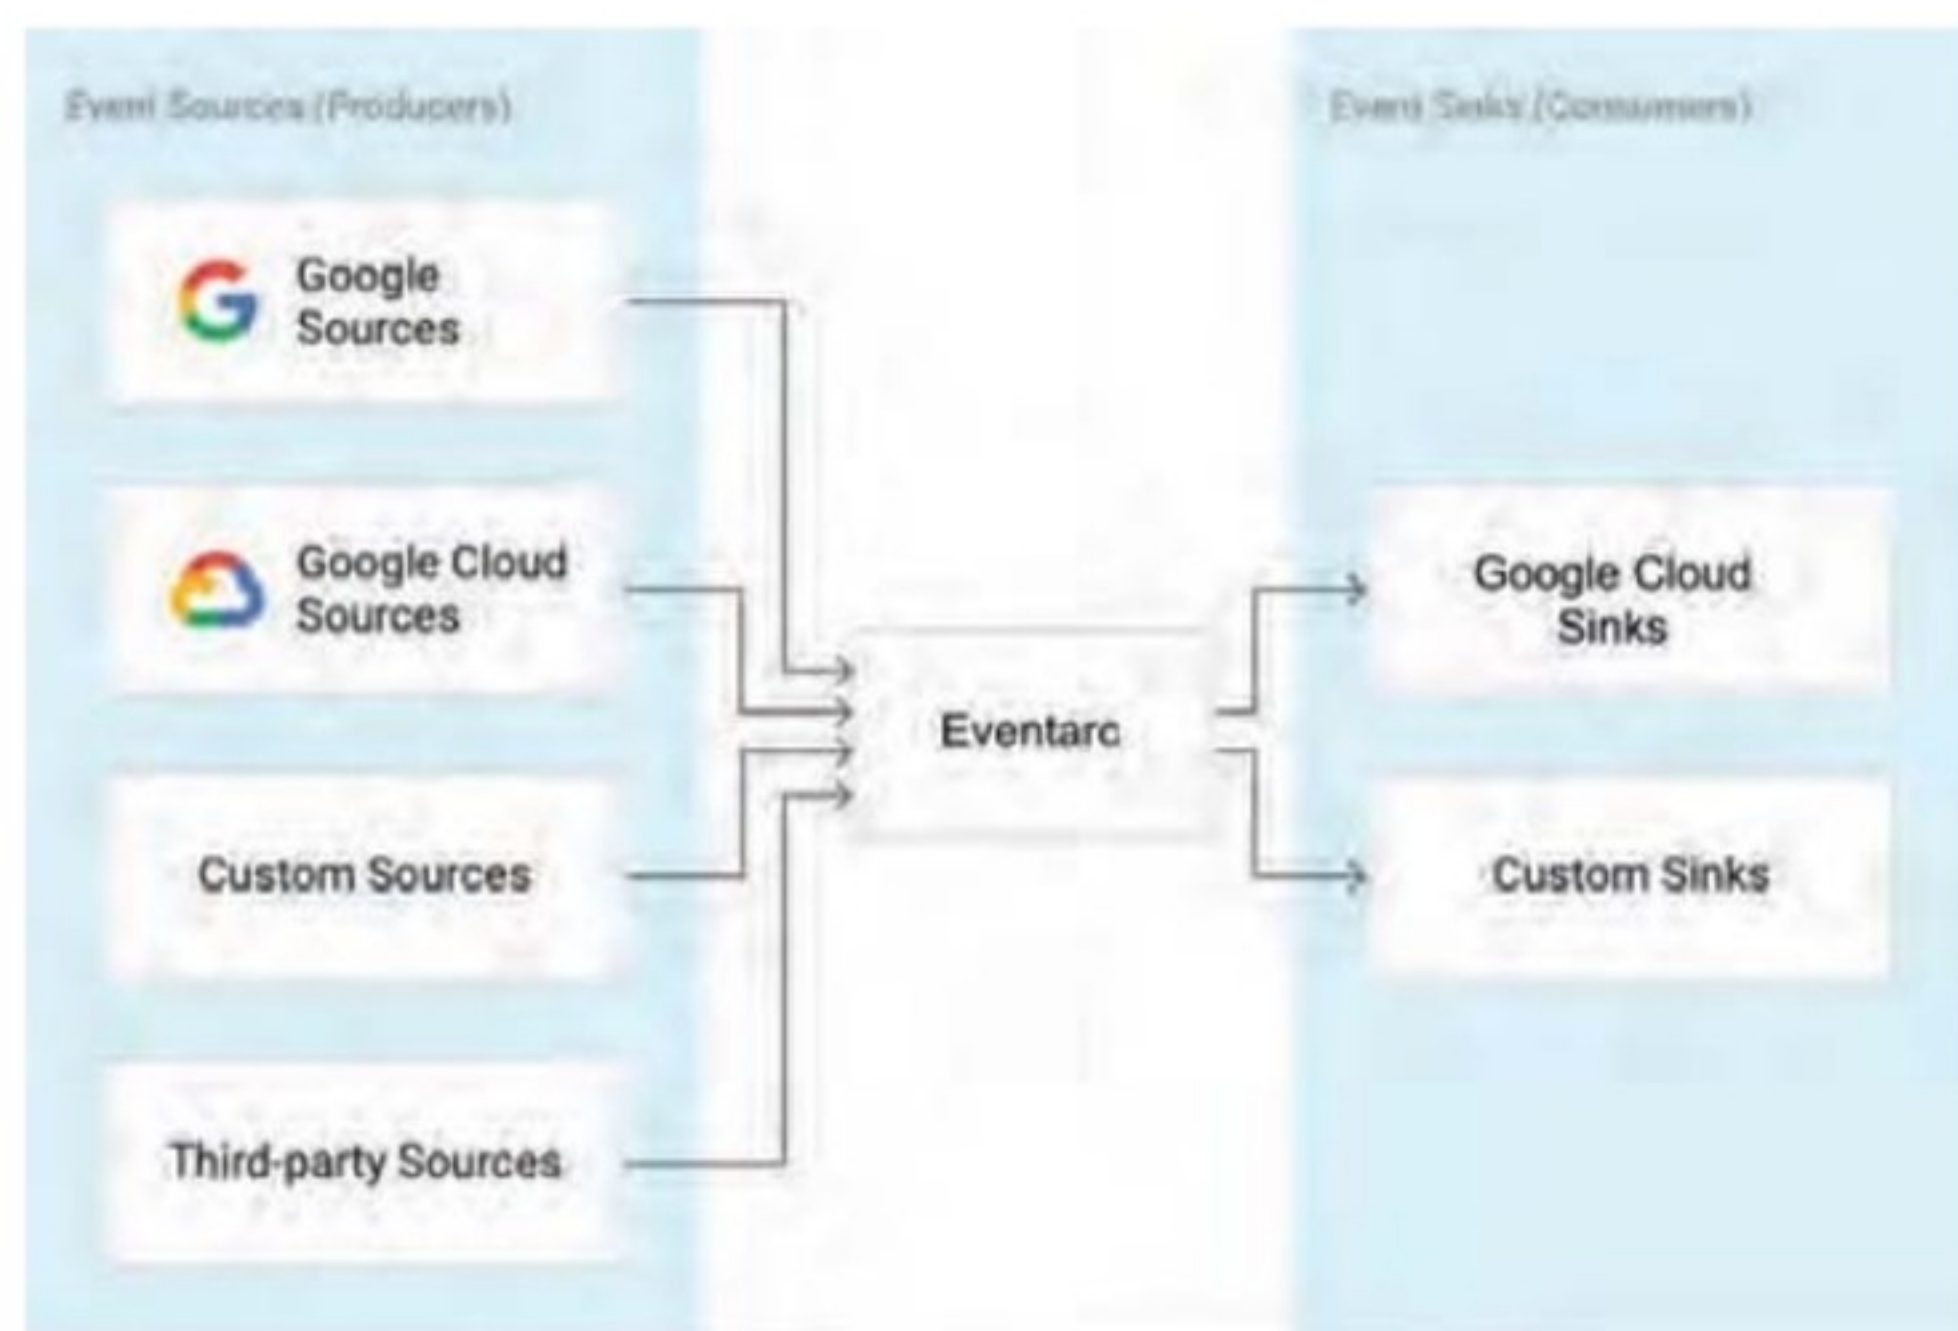 Event Sources (Producers)
Google
Sources
Google Cloud
Sources
Custom Sources
Third-party Sources
Eventarc
Event Sinks (Consumers)
Google Cloud
Sinks
Custom Sinks